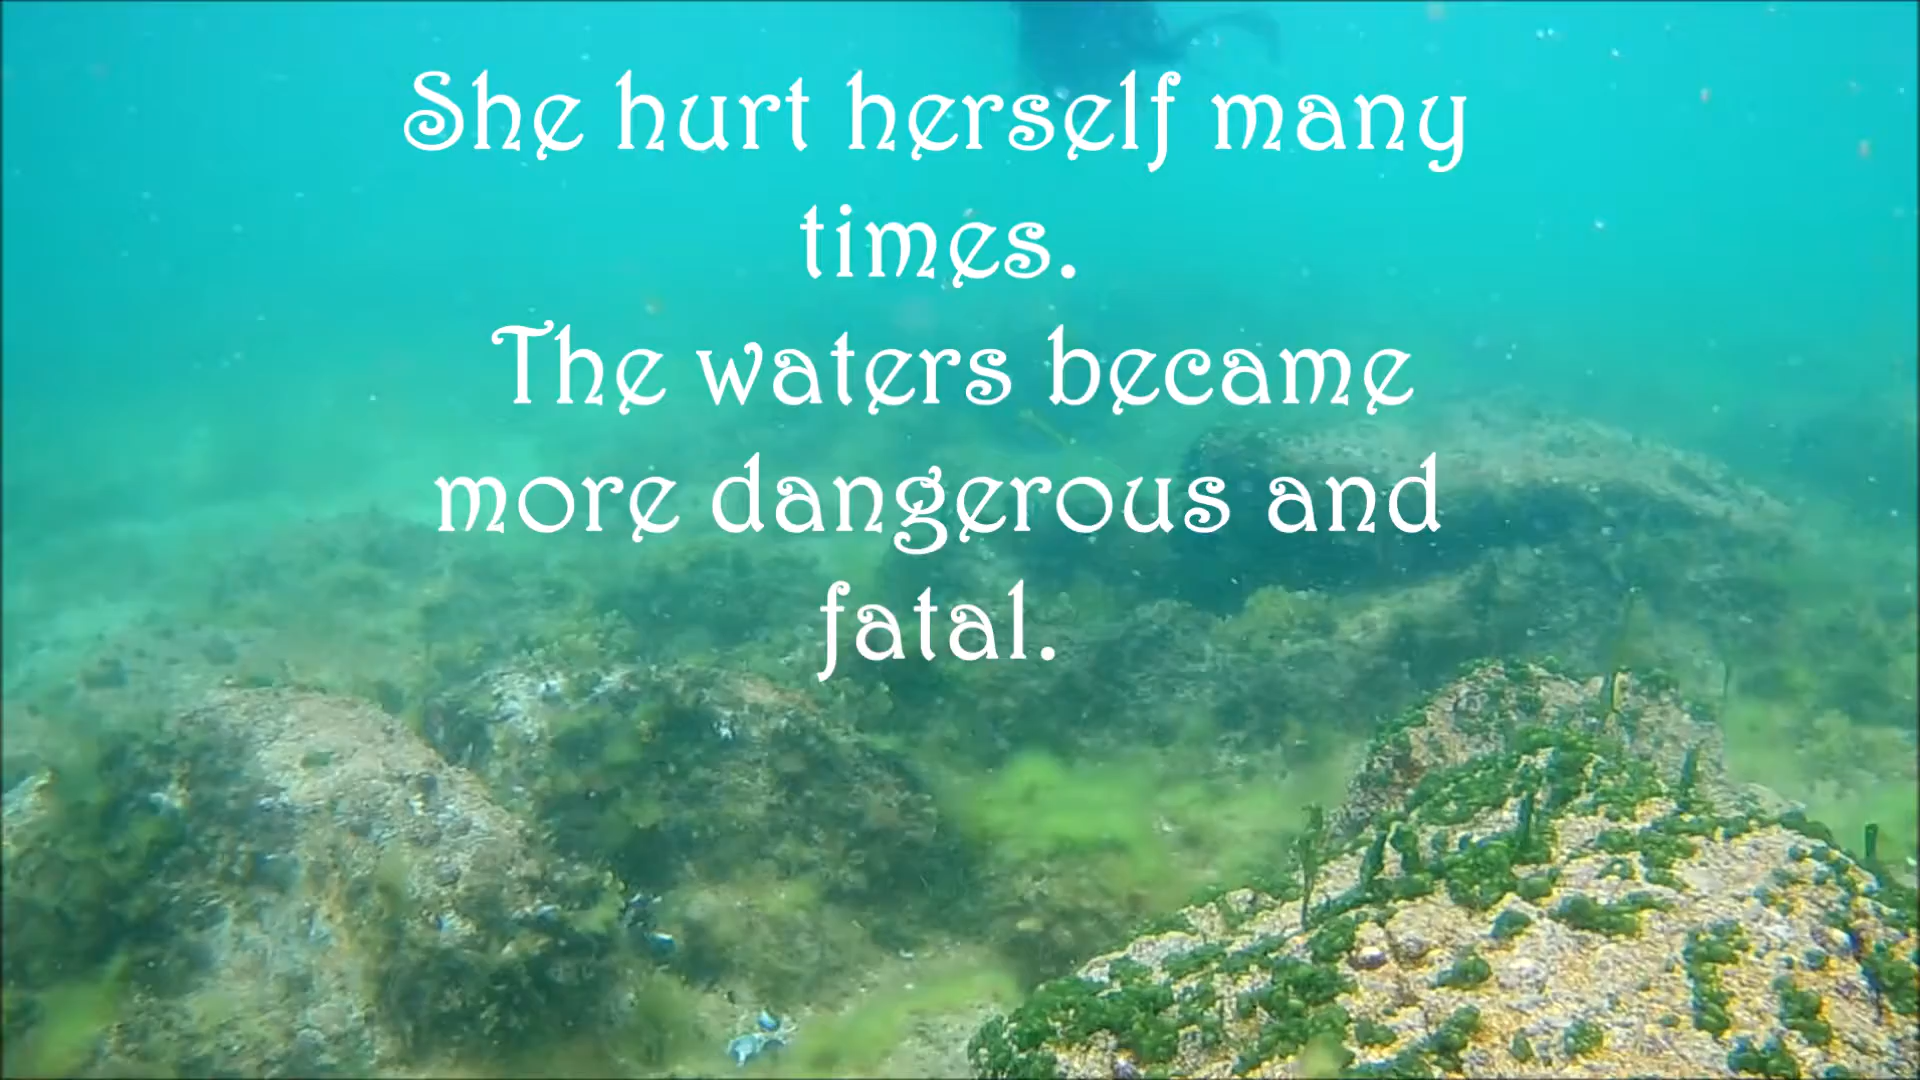 She hurt herself many
times.
The waters became
more dangerous and
fatal.